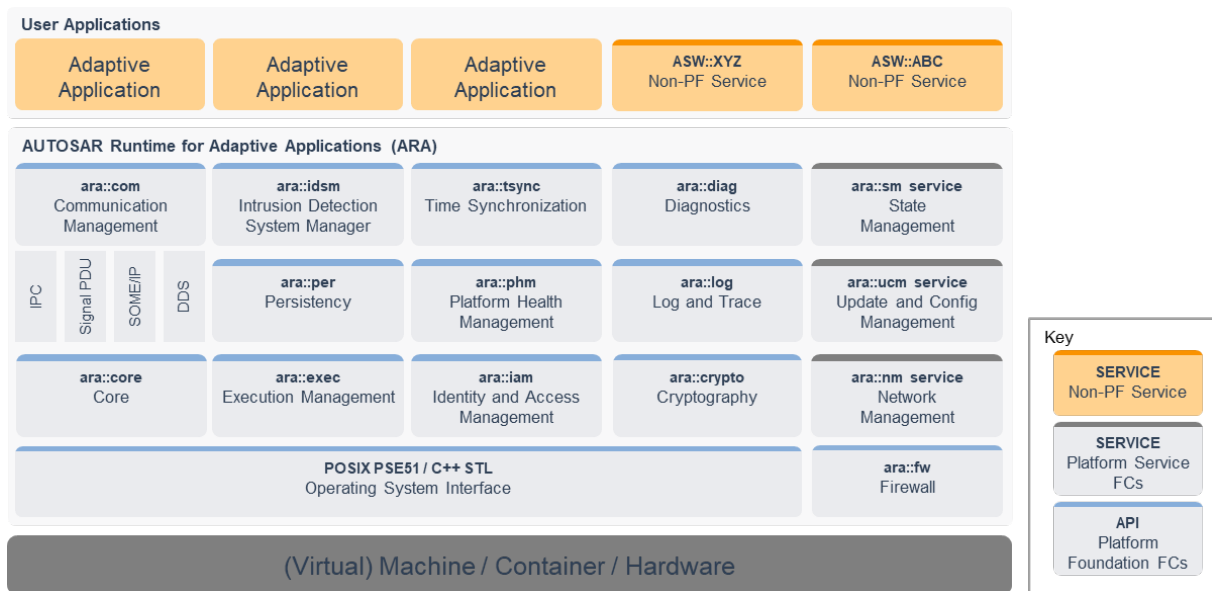 User Applications
Adaptive
Application
Adaptive
Application
Adaptive
Application
ASW::XYZ
Non-PF Service
ASW::ABC
Non-PF Service
AUTOSAR Runtime for Adaptive Applications (ARA)
ara::com
Communication
Management
ara::idsm
Intrusion Detection
System Manager
ara::tsync
Time Synchronization
ara::diag
Diagnostics
ara::sm service
State
Management
IPC
Signal PDU
SOME/IP
DDS
ara::per
Persistency
ara::phm
Platform Health
Management
ara::log
Log and Trace
ara::ucm service
Update and Config
Management
ara::core
Core
ara::exec
Execution Management
ara::iam
Identity and Access
Management
ara::crypto
Cryptography
ara::nm service
Network
Management
POSIX PSE51 / C++ STL
Operating System Interface
ara::fw
Firewall
(Virtual) Machine / Container / Hardware
Key
SERVICE
Non-PF Service
SERVICE
Platform Service
FCs
API
Platform
Foundation FCs